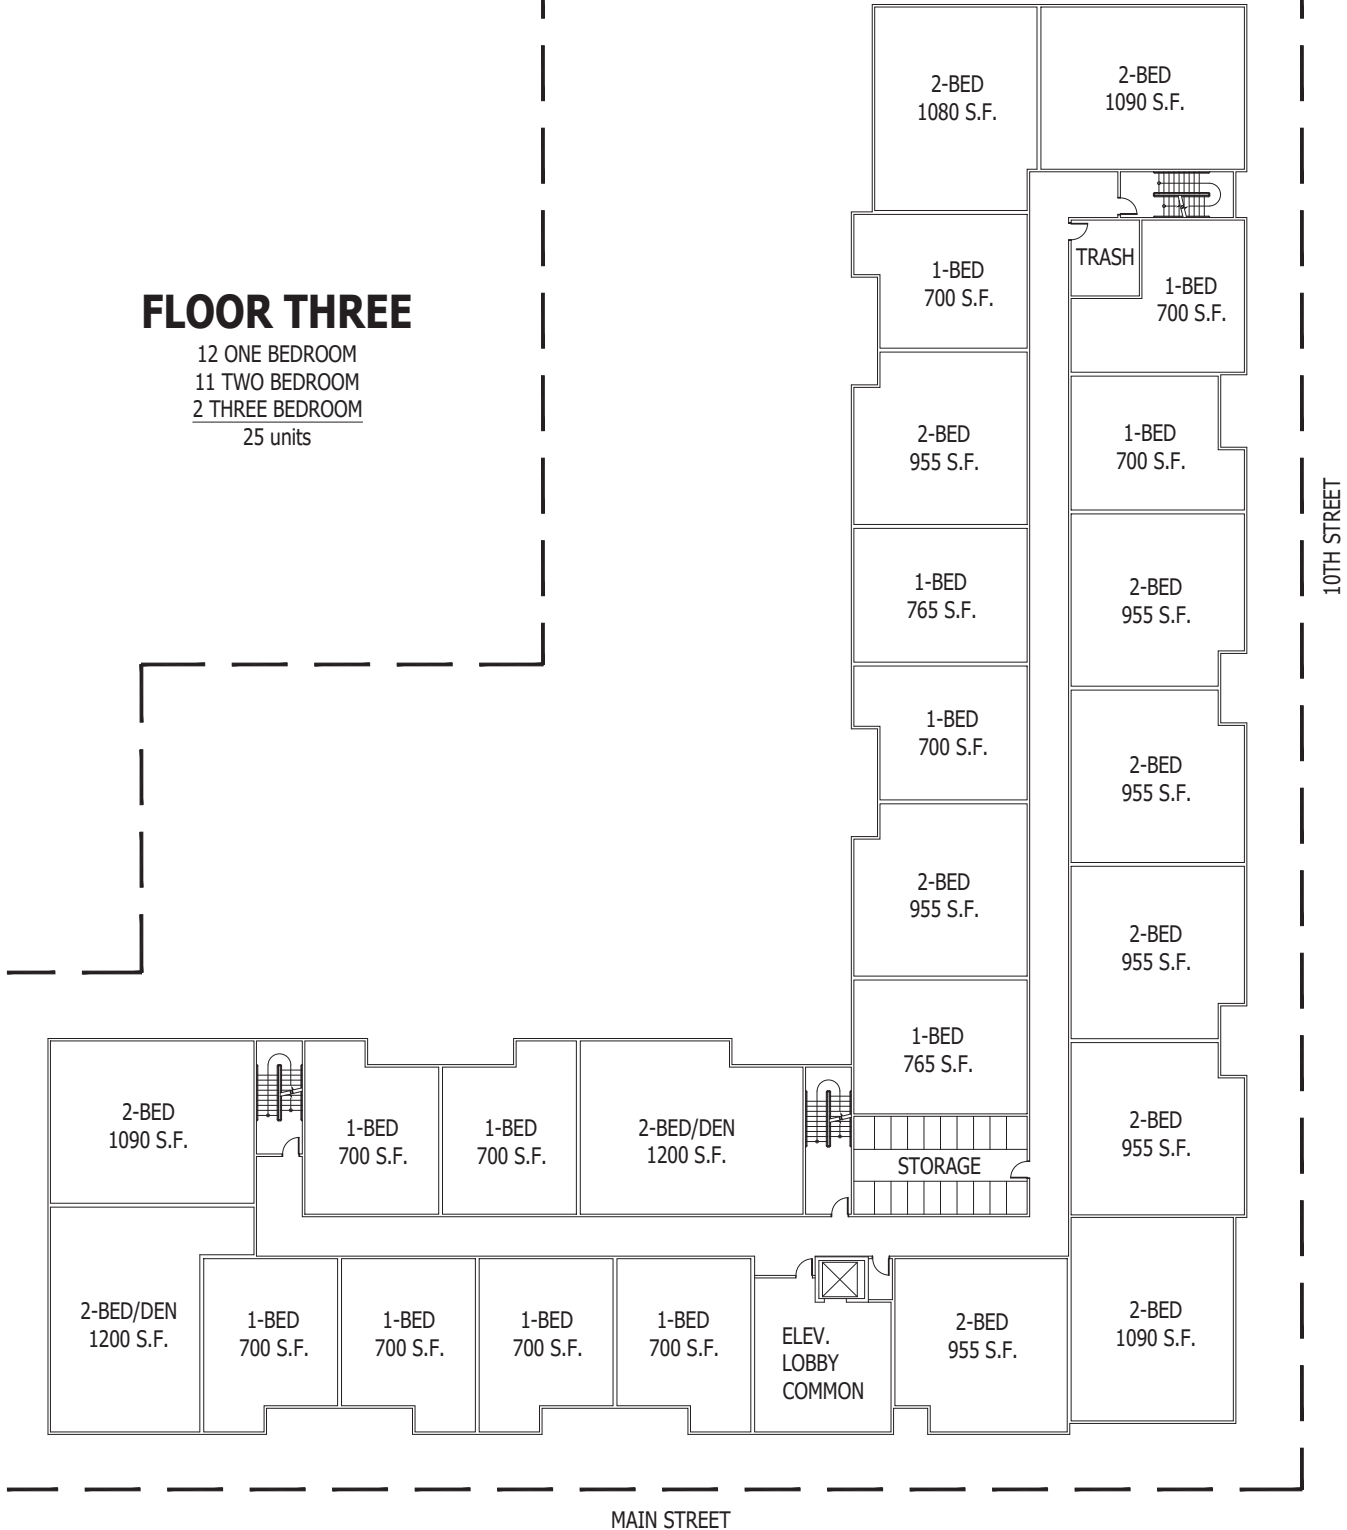 2-BED
1080 S.F.
2-BED
1090 S.F.
TRASH
1-BED
700 S.F.
1-BED
700 S.F.
FLOOR THREE
12 ONE BEDROOM
11 TWO BEDROOM
2 THREE BEDROOM
25 units
2-BED
955 S.F.
1-BED
700 S.F.
10TH STREET
1-BED
765 S.F.
2-BED
955 S.F.
1-BED
700 S.F.
2-BED
955 S.F.
2-BED
955 S.F.
2-BED
955 S.F.
1-BED
765 S.F.
2-BED
955 S.F.
2-BED
1090 S.F.
1-BED
700 S.F.
1-BED
700 S.F.
2-BED/DEN
1200 S.F.
STORAGE
2-BED/DEN
1200 S.F.
1-BED
700 S.F.
1-BED
700 S.F.
1-BED
700 S.F.
1-BED
700 S.F.
ELEV.
LOBBY
COMMON
2-BED
955 S.F.
2-BED
1090 S.F.
MAIN STREET